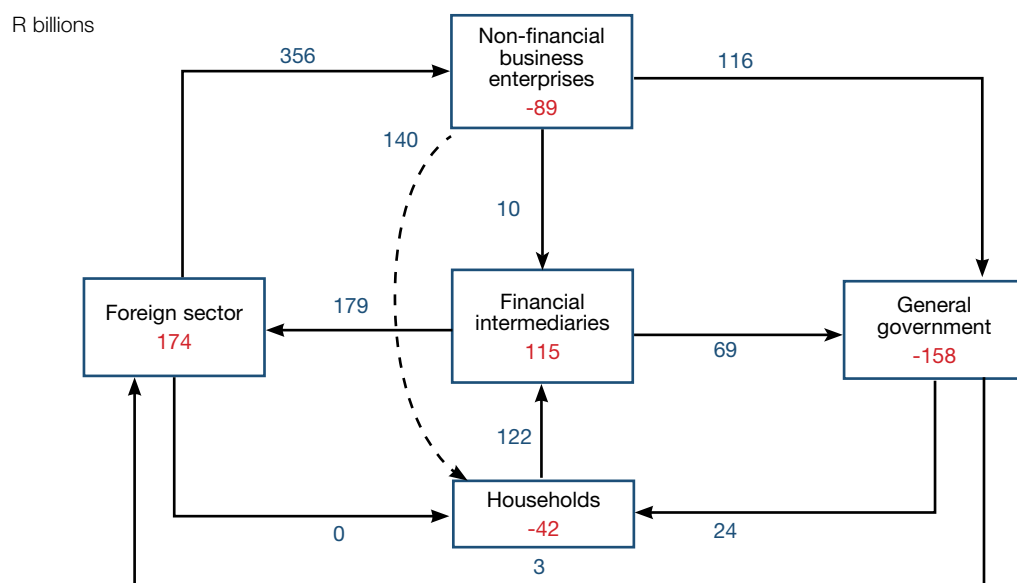 R billions
Non-financial
business
enterprises
-89
356
116
140
10
Foreign sector
174
179
Financial
intermediaries
115
69
General
government
-158
122
Households
-42
0
24
3